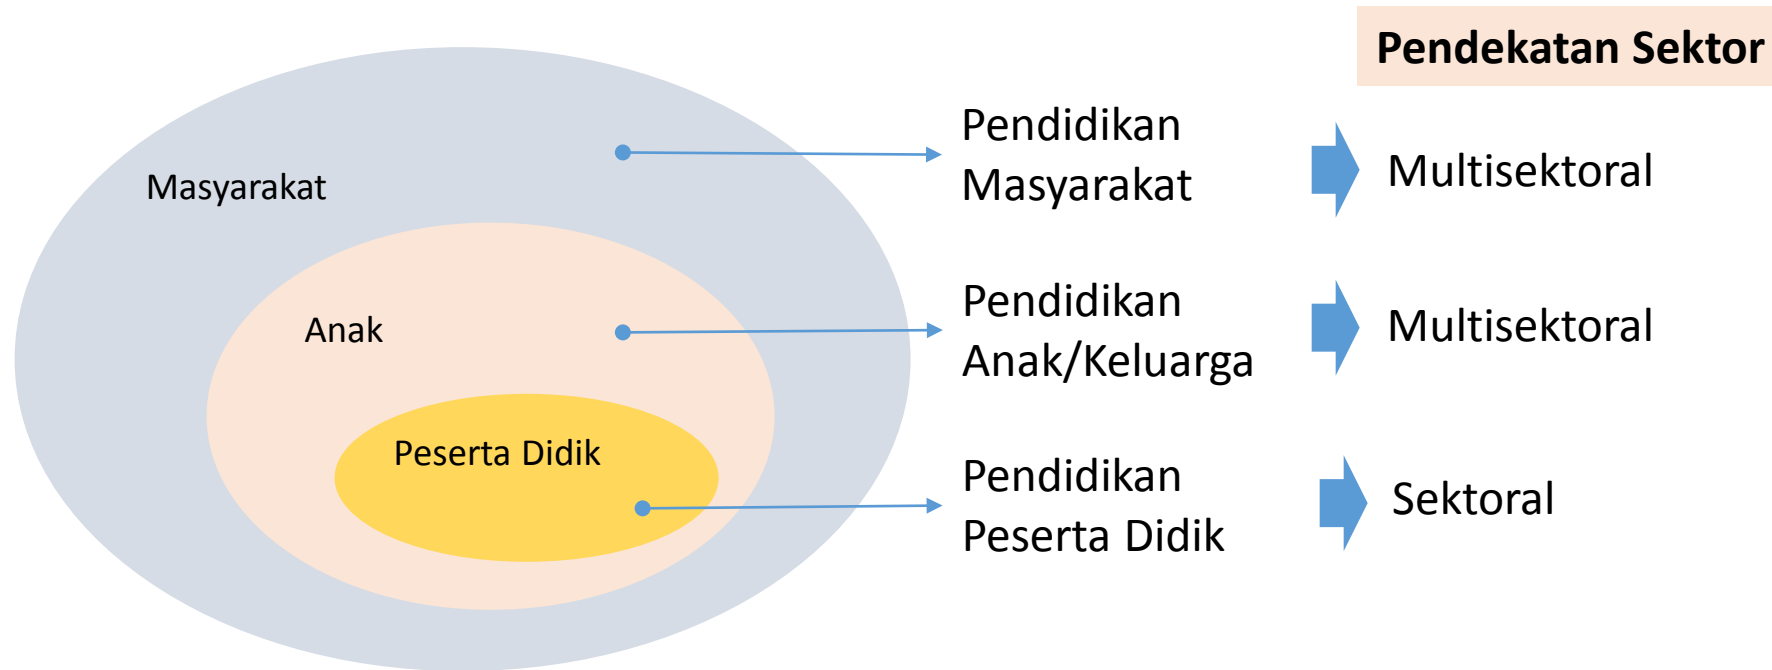 Pendekatan Sektor
Masyarakat
Pendidikan
Masyarakat
Multisektoral
Anak
Pendidikan
Anak/Keluarga
Multisektoral
Peserta Didik
Pendidikan
Peserta Didik
Sektoral